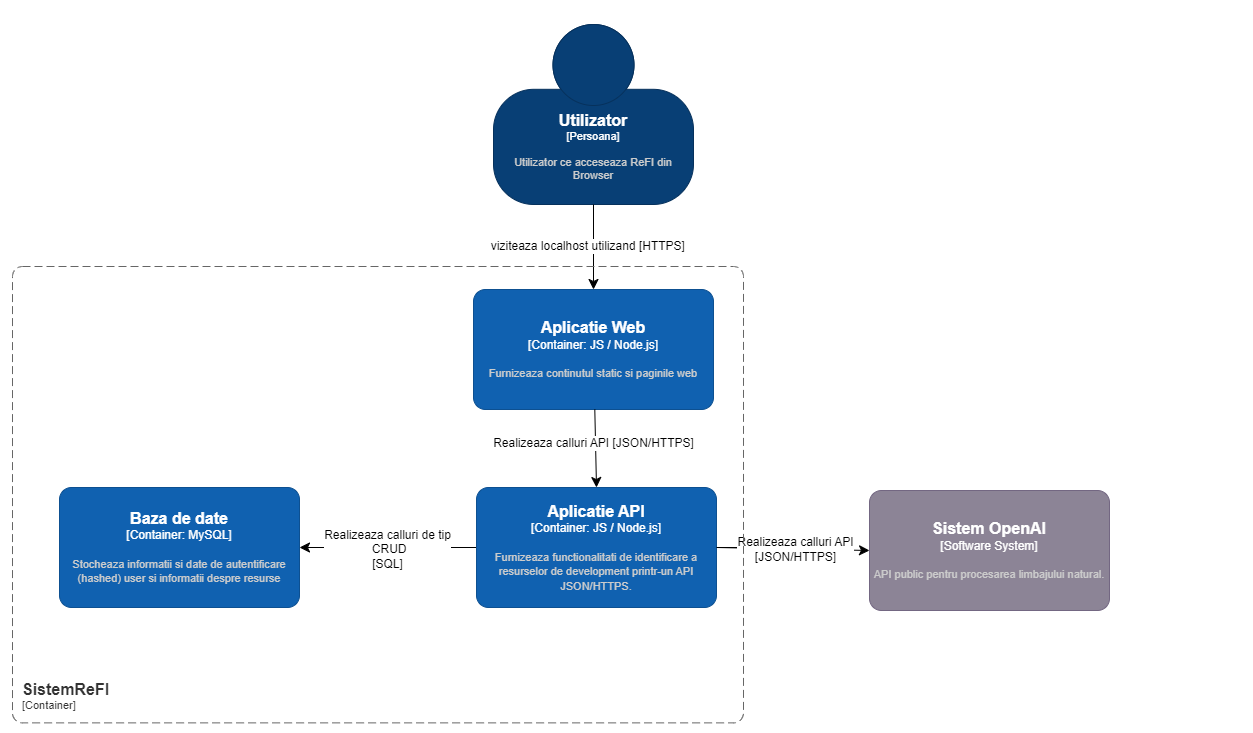 Utilizator
[Persoana]
Utilizator ce acceseaza ReFI din
Browser
viziteaza localhost utilizand [HTTPS]
Aplicatie Web
[Container: JS / Node.js]
Furnizeaza continutul static si paginile web
Realizeaza calluri API [JSON/HTTPS]
Baza de date
[Container: MySQL]
Stocheaza informatii si date de autentificare
(hashed) user si informatii despre resurse
Realizeaza calluri de tip
CRUD
[SQL]
Aplicatie API
[Container: JS / Node.js]
Furnizeaza functionalitati de identificare a
resurselor de development printr-un API
JSON/HTTPS.
Realizeaza calluri API
[JSON/HTTPS]
Sistem OpenAI
[Software System]
API public pentru procesarea limbajului natural.
SistemReFI
[Container]